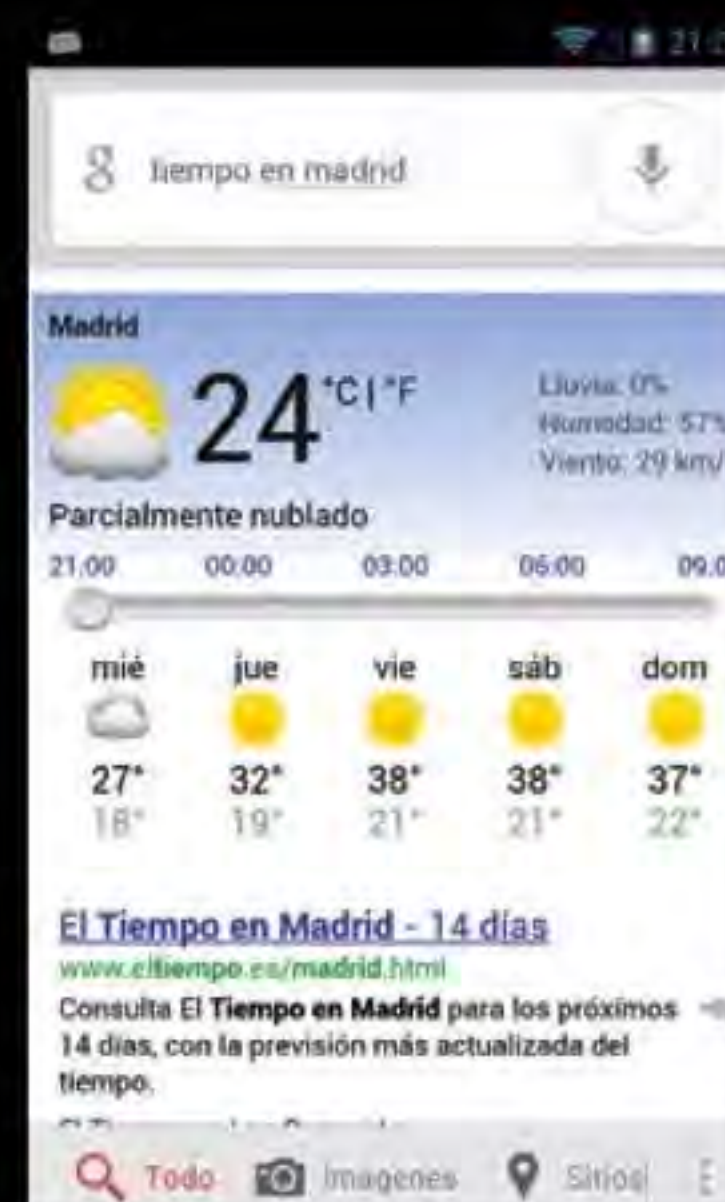 g tiempo en madrid
Madrid
24 °C | °F
Lluvia: 0%
Humedad: 57%
Viento: 29 km/
Parcialmente nublado
21:00 00:00 03:00 06:00 09:0
mié jue vie sáb dom
27° 32° 38° 38° 37°
18° 19° 21° 21° 22°
El Tiempo en Madrid - 14 días
www.eltiempo.es/madrid.html
Consulta El Tiempo en Madrid para los próximos
14 días, con la previsión más actualizada del
tiempo.
Todo Imágenes Sitios